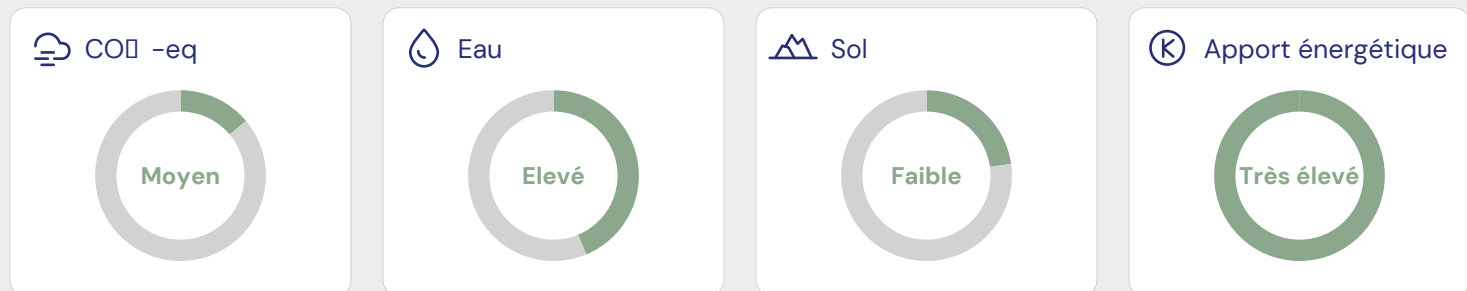 CO▯ -eq
Moyen
Eau
Elevé
Sol
Faible
Apport énergétique
Très élevé